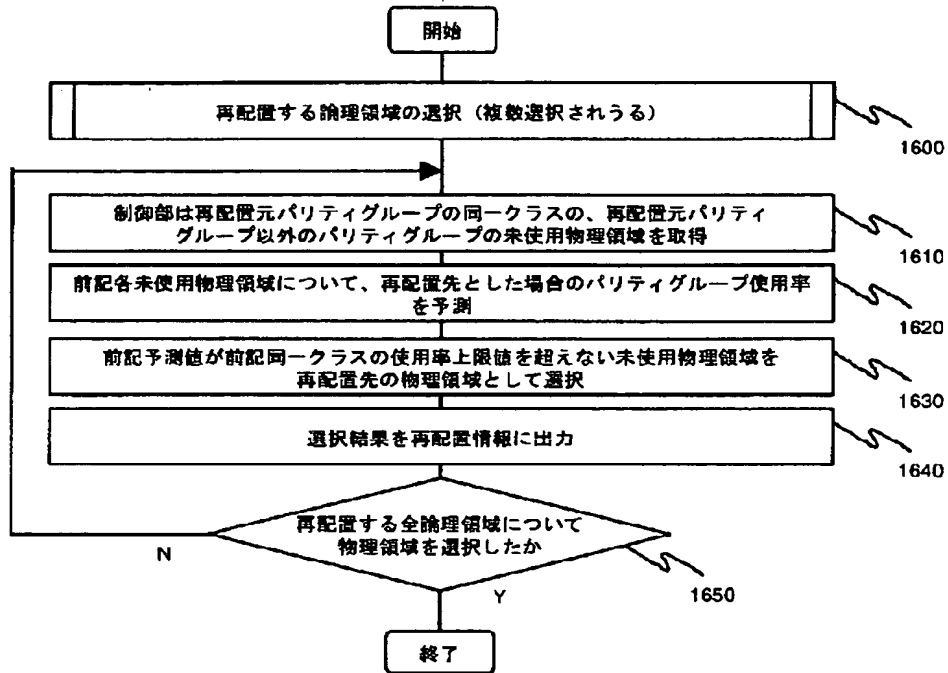 開始
再配置する論理領域の選択（複数選択されうる）
1600
制御部は再配置元パリティグループの同一クラスの、再配置元パリティ
グループ以外のパリティグループの未使用物理領域を取得
1610
前記各未使用物理領域について、再配置先とした場合のパリティグループ使用率
を予測
1620
前記予測値が前記同一クラスの使用率上限値を超えない未使用物理領域を
再配置先の物理領域として選択
1630
選択結果を再配置情報に出力
1640
再配置する全論理領域について
物理領域を選択したか
N
Y
1650
終了